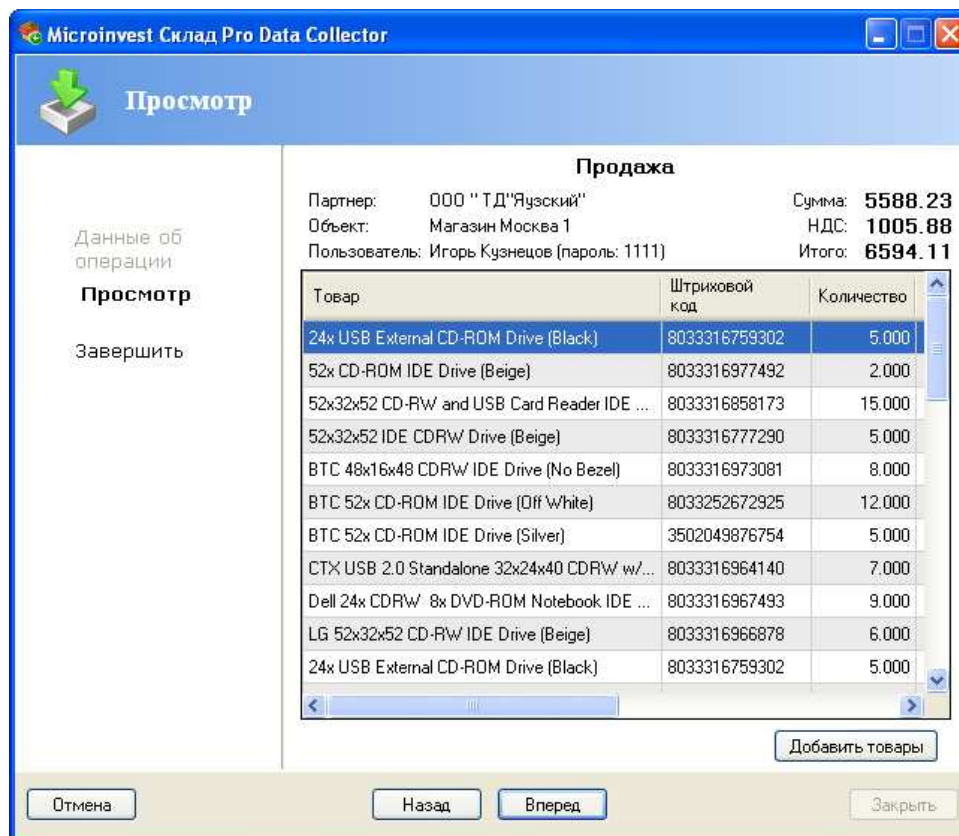 Microinvest Склад Pro Data Collector
Просмотр
Данные об
операции
Просмотр
Завершить
Продажа
Партнер: ООО "ТД"Яузский" Сумма: 5588.23
Объект: Магазин Москва 1 НДС: 1005.88
Пользователь: Игорь Кузнецов (пароль: 1111) Итого: 6594.11
Товар Штриховой код Количество
24x USB External CD-ROM Drive (Black) 8033316759302 5.000
52x CD-ROM IDE Drive (Beige) 8033316977492 2.000
52x32x52 CD-RW and USB Card Reader IDE ... 8033316858173 15.000
52x32x52 IDE CDRW Drive (Beige) 8033316777290 5.000
BTC 48x16x48 CDRW IDE Drive (No Bezel) 8033316973081 8.000
BTC 52x CD-ROM IDE Drive (Off White) 8033252672925 12.000
BTC 52x CD-ROM IDE Drive (Silver) 3502049876754 5.000
CTX USB 2.0 Standalone 32x24x40 CDRW w/... 8033316964140 7.000
Dell 24x CDRW 8x DVD-ROM Notebook IDE ... 8033316967493 9.000
LG 52x32x52 CD-RW IDE Drive (Beige) 8033316966878 6.000
24x USB External CD-ROM Drive (Black) 8033316759302 5.000
Добавить товары
Отмена Назад Вперед Закрыть